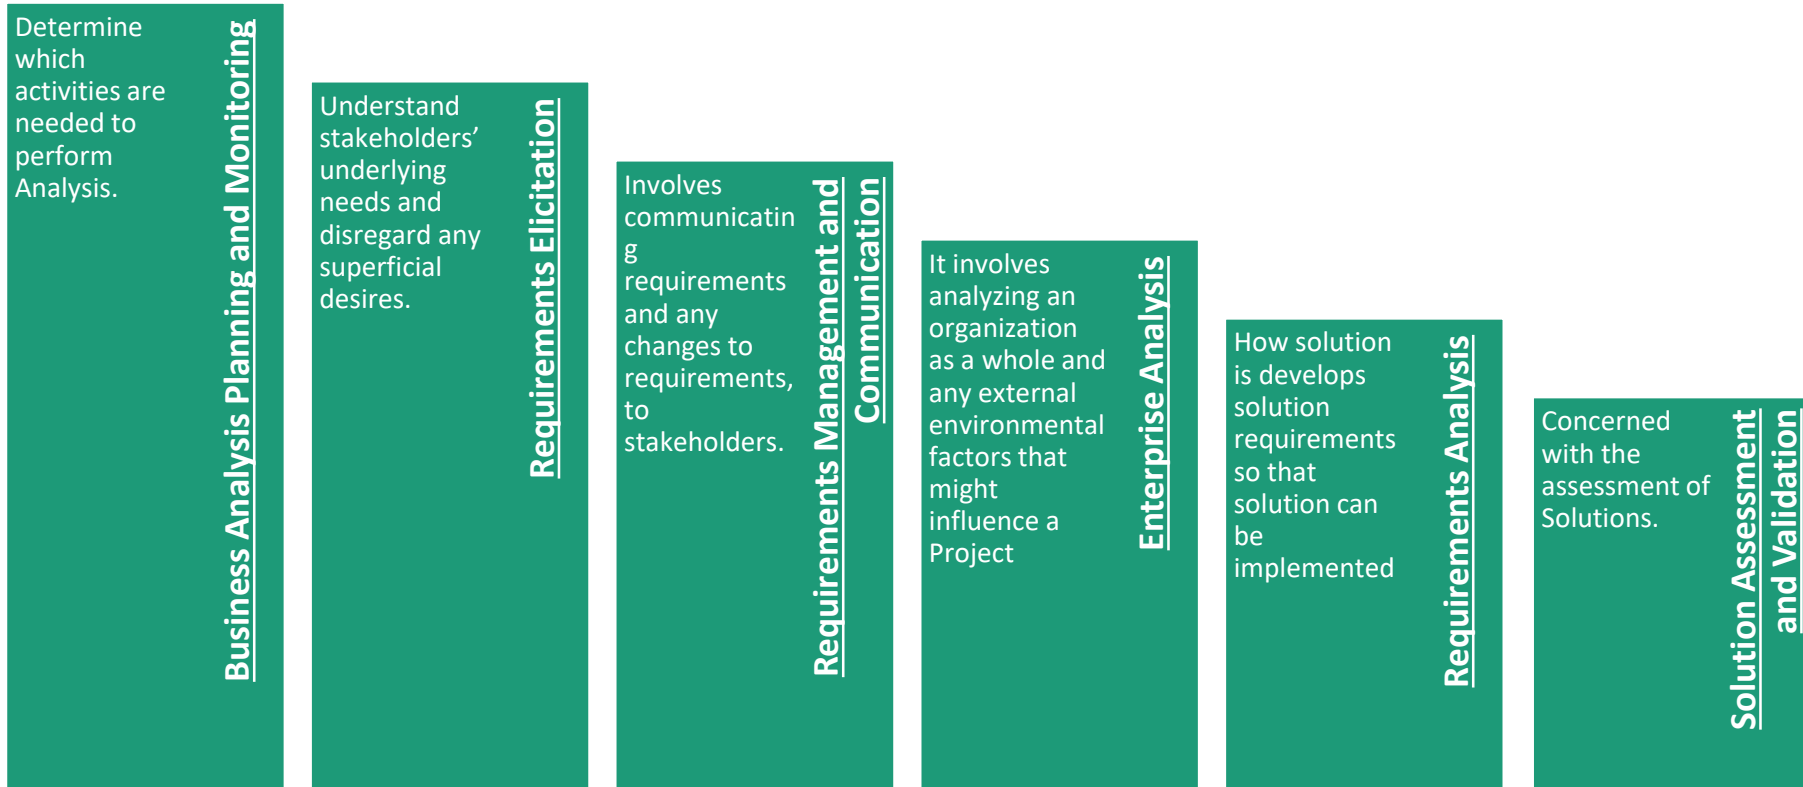 Determine
which
activities are
needed to
perform
Analysis.
Business Analysis Planning and Monitoring
Understand
stakeholders’
underlying
needs and
disregard any
superficial
desires.
Requirements Elicitation
Involves
communicatin
g
requirements
and any
changes to
requirements,
to
stakeholders.
Requirements Management and
Communication
It involves
analyzing an
organization
as a whole and
any external
environmental
factors that
might
influence a
Project
Enterprise Analysis
How solution
is develops
solution
requirements
so that
solution can
be
implemented
Requirements Analysis
Concerned
with the
assessment of
Solutions.
Solution Assessment
and Validation